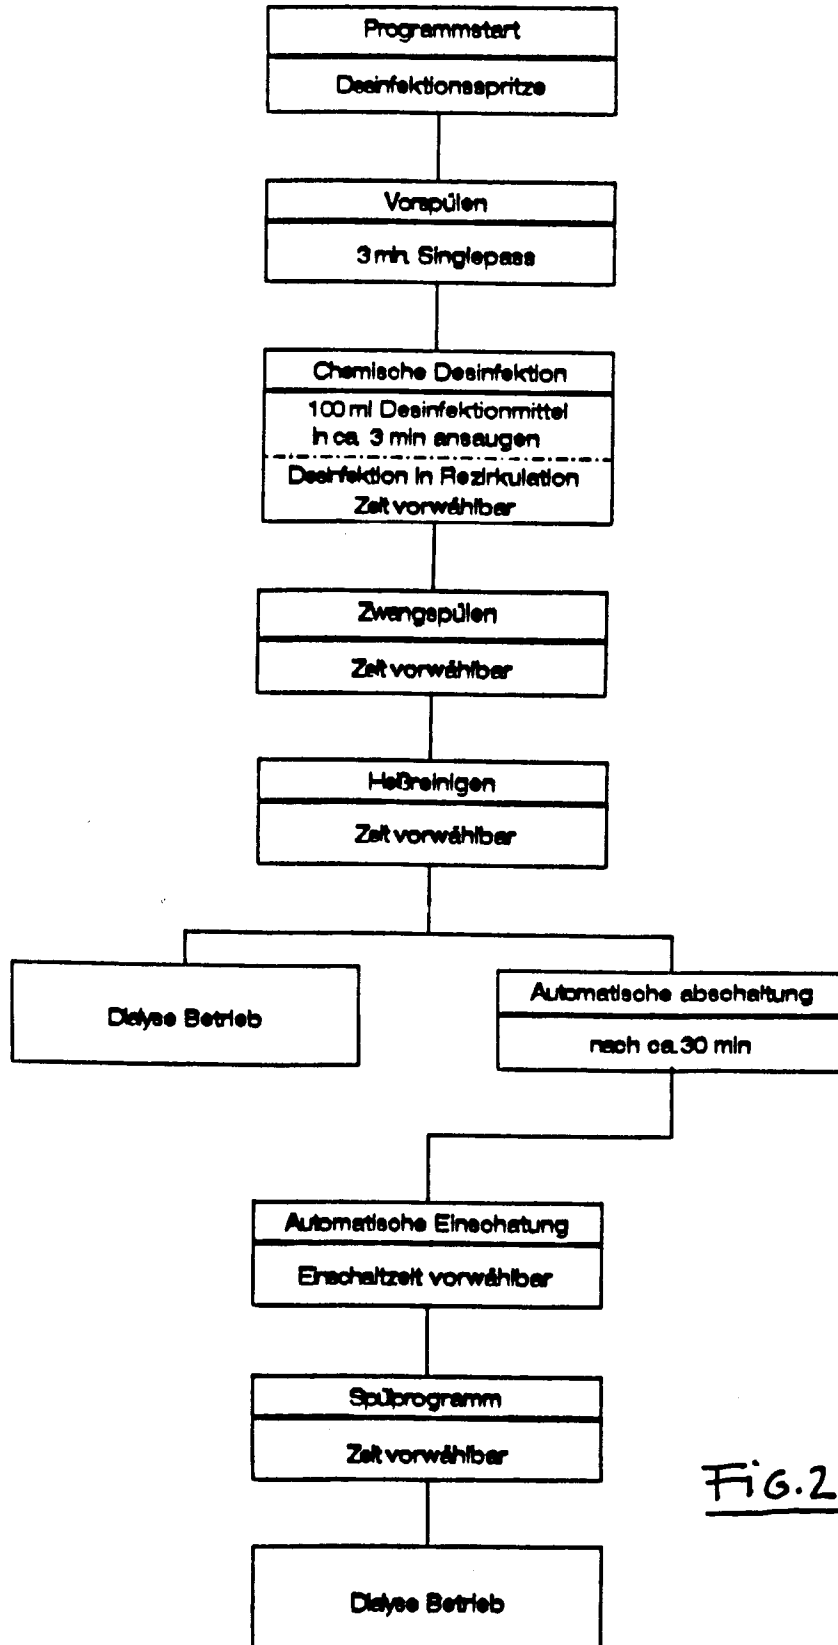 Programmstart
Desinfektionsspritze
Vorspülen
3 min. Singlepass
Chemische Desinfektion
100 ml Desinfektionmittel
in ca. 3 min ansaugen
Desinfektion in Rezirkulation
Zeit vorwählbar
Zwangspülen
Zeit vorwählbar
Heißreinigen
Zeit vorwählbar
Dialyse Betrieb
Automatische abschaltung
nach ca. 30 min
Automatische Einschatung
Einschaltzeit vorwählbar
Spülprogramm
Zeit vorwählbar
Dialyse Betrieb
Fig. 2